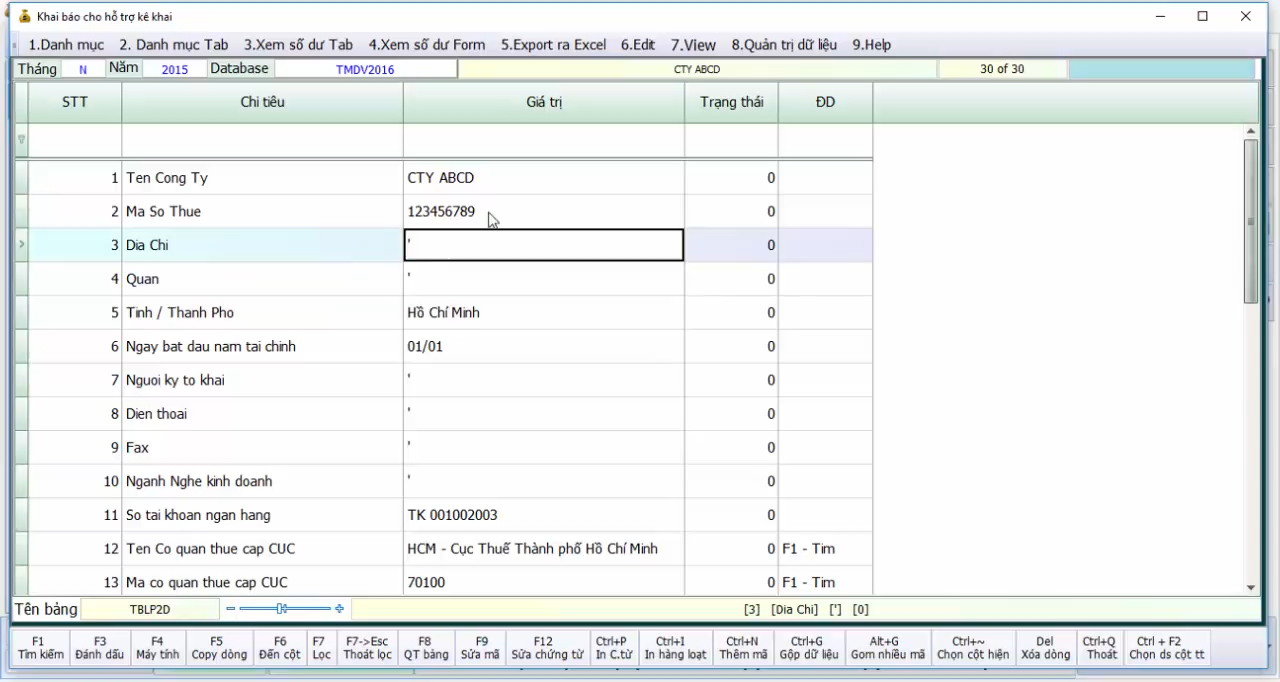 Khai báo cho hỗ trợ kê khai
1.Danh mục 2. Danh mục Tab 3.Xem số dư Tab 4.Xem số dư Form 5.Export ra Excel 6.Edit 7.View 8.Quản trị dữ liệu 9.Help
Tháng N Năm 2015 Database TMDV2016 CTY ABCD 30 of 30
STT Chi tiêu Giá trị Trạng thái ĐD
1 Ten Cong Ty CTY ABCD 0
2 Ma So Thue 123456789 0
3 Dia Chi ' 0
4 Quan ' 0
5 Tinh / Thanh Pho Hồ Chí Minh 0
6 Ngay bat dau nam tai chinh 01/01 0
7 Nguoi ky to khai ' 0
8 Dien thoai ' 0
9 Fax ' 0
10 Nganh Nghe kinh doanh ' 0
11 So tai khoan ngan hang TK 001002003 0
12 Ten Co quan thue cap CUC HCM - Cục Thuế Thành phố Hồ Chí Minh 0 F1 - Tim
13 Ma co quan thue cap CUC 70100 0 F1 - Tim
Tên bảng TBLP2D [3] [Dia Chi] ['] [0]
F1 F3 F4 F5 F6 F7 F7->Esc F8 F9 F12 Ctrl+P Ctrl+I Ctrl+N Ctrl+G Alt+G Ctrl+~ Del Ctrl+Q Ctrl + F2
Tìm kiếm Đánh dấu Máy tính Copy dòng Đến cột Lọc Thoát lọc QT bảng Sửa mã Sửa chứng từ In C.từ In hàng loạt Thêm mã Gộp dữ liệu Gom nhiều mã Chọn cột hiện Xóa dòng Thoát Chọn ds cột tt